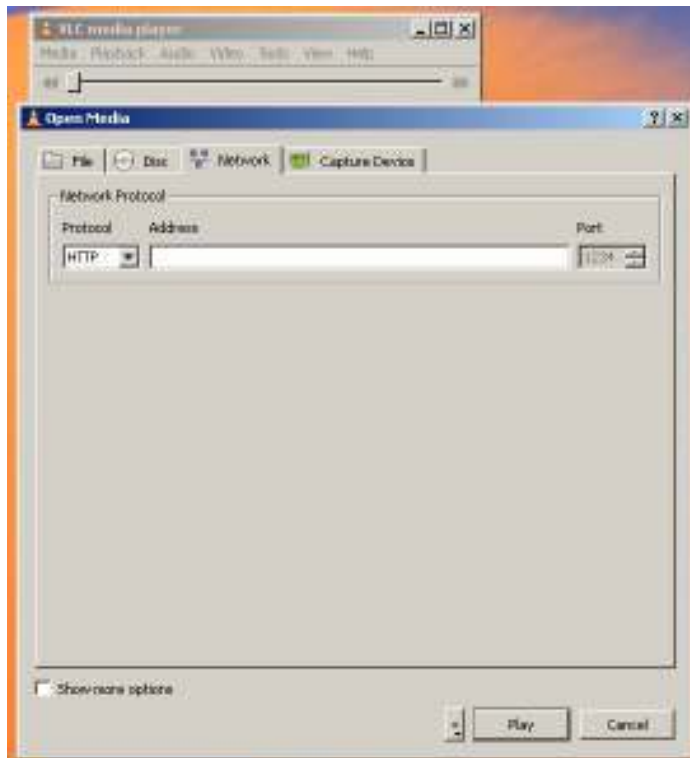 VLC media player
Media Playback Audio Video Tools View Help
Open Media
File Disc Network Capture Device
Network Protocol
Protocol Address Port
HTTP 1234
Show more options
Play Cancel